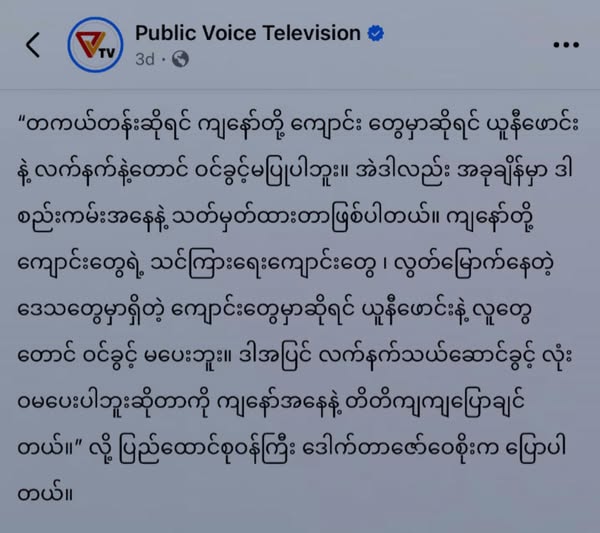 Public Voice Television
TV
3d ·
“တကယ်တန်းဆိုရင် ကျနော်တို့ ကျောင်း တွေမှာဆိုရင် ယူနီဖောင်း
နဲ့ လက်နက်နဲ့တောင် ဝင်ခွင့်မပြုပါဘူး။ အဲဒါလည်း အခုချိန်မှာ ဒါ
စည်းကမ်းအနေနဲ့ သတ်မှတ်ထားတာဖြစ်ပါတယ်။ ကျနော်တို့
ကျောင်းတွေရဲ့ သင်ကြားရေးကျောင်းတွေ ၊ လွတ်မြောက်နေတဲ့
ဒေသတွေမှာရှိတဲ့ ကျောင်းတွေမှာဆိုရင် ယူနီဖောင်းနဲ့ လူတွေ
တောင် ဝင်ခွင့် မပေးဘူး။ ဒါ့အပြင် လက်နက်သယ်ဆောင်ခွင့် လုံး
ဝမပေးပါဘူးဆိုတာကို ကျနော်အနေနဲ့ တိတိကျကျပြောချင်
တယ်။” လို့ ပြည်ထောင်စုဝန်ကြီး ဒေါက်တာဇော်ဝေစိုးက ပြောပါ
တယ်။